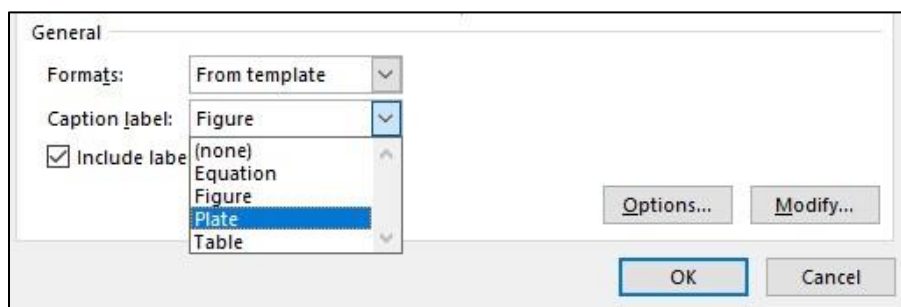 General
Formats: From template
Caption label: Figure
(none)
Include labe
Equation
Figure
Plate
Table
Options... Modify...
OK Cancel